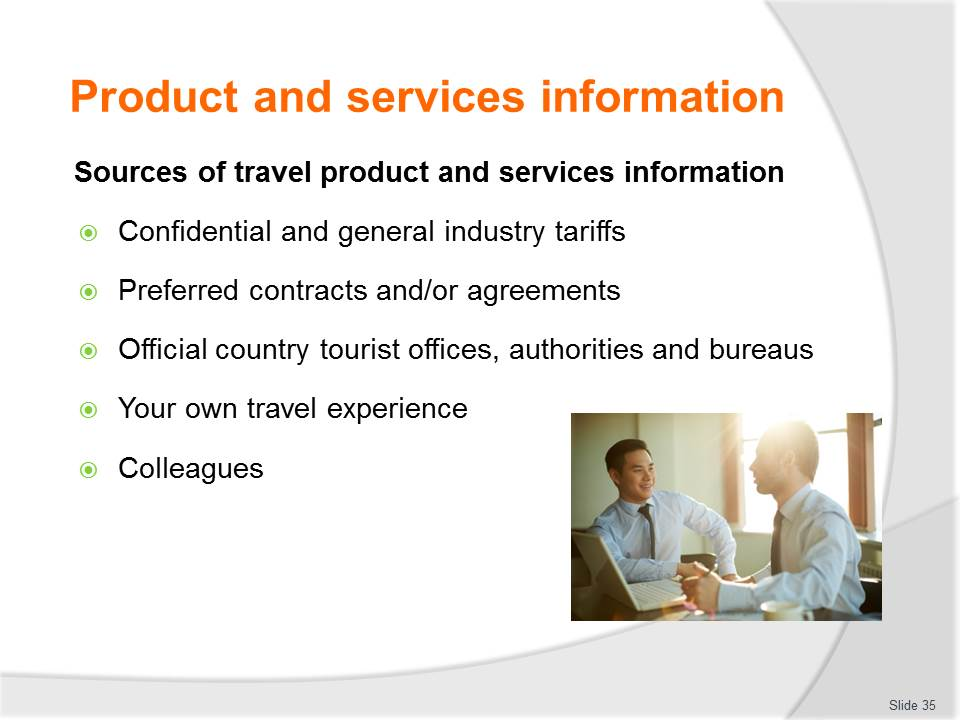 Product and services information
Sources of travel product and services information
Confidential and general industry tariffs
Preferred contracts and/or agreements
Official country tourist offices, authorities and bureaus
Your own travel experience
Colleagues
Slide 35